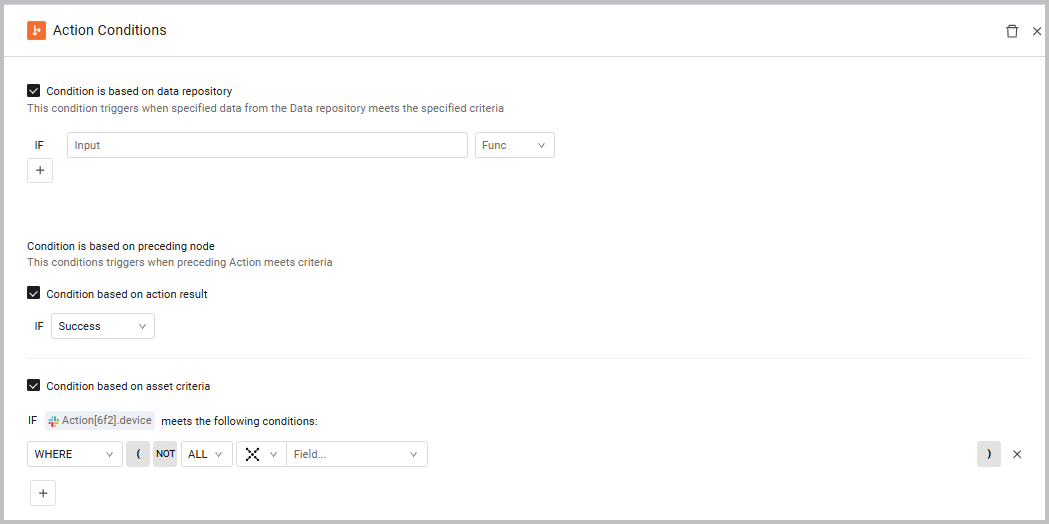 Action Conditions
Condition is based on data repository
This condition triggers when specified data from the Data repository meets the specified criteria
IF Input Func
+
Condition is based on preceding node
This conditions triggers when preceding Action meets criteria
Condition based on action result
IF Success
Condition based on asset criteria
IF Action[6f2].device meets the following conditions:
WHERE ( NOT ALL Field... )
+